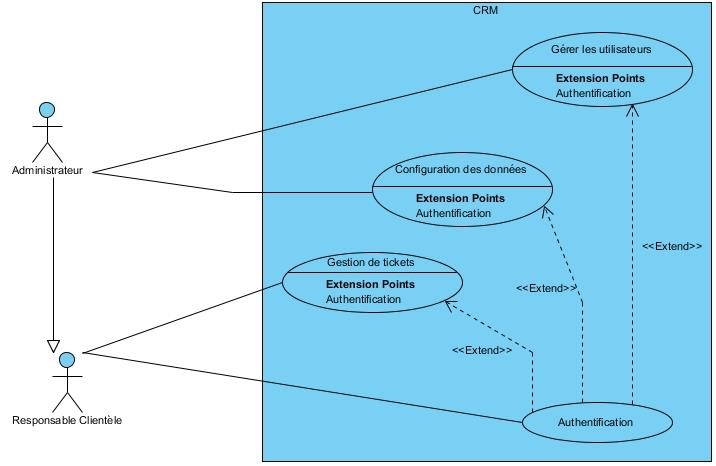 CRM
Gérer les utilisateurs
Extension Points
Authentification
Administrateur
Configuration des données
Extension Points
Authentification
<<Extend>>
Gestion de tickets
Extension Points
Authentification
<<Extend>>
<<Extend>>
Responsable Clientèle
Authentification